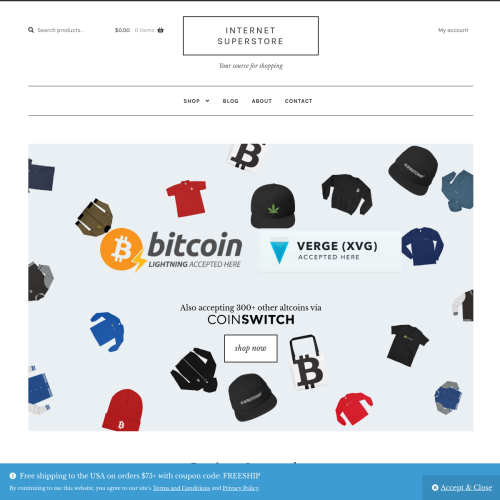 Search products...
$0.00 0 items
INTERNET
SUPERSTORE
My account
Your source for shopping
SHOP
BLOG
ABOUT
CONTACT
bitcoin
LIGHTNING ACCEPTED HERE
VERGE (XVG)
ACCEPTED HERE
Also accepting 300+ other altcoins via
COINSWITCH
shop now
Free shipping to the USA on orders $75+ with coupon code: FREESHIP
By continuing to use this website, you agree to our site's Terms and Conditions and Privacy Policy.
Accept & Close